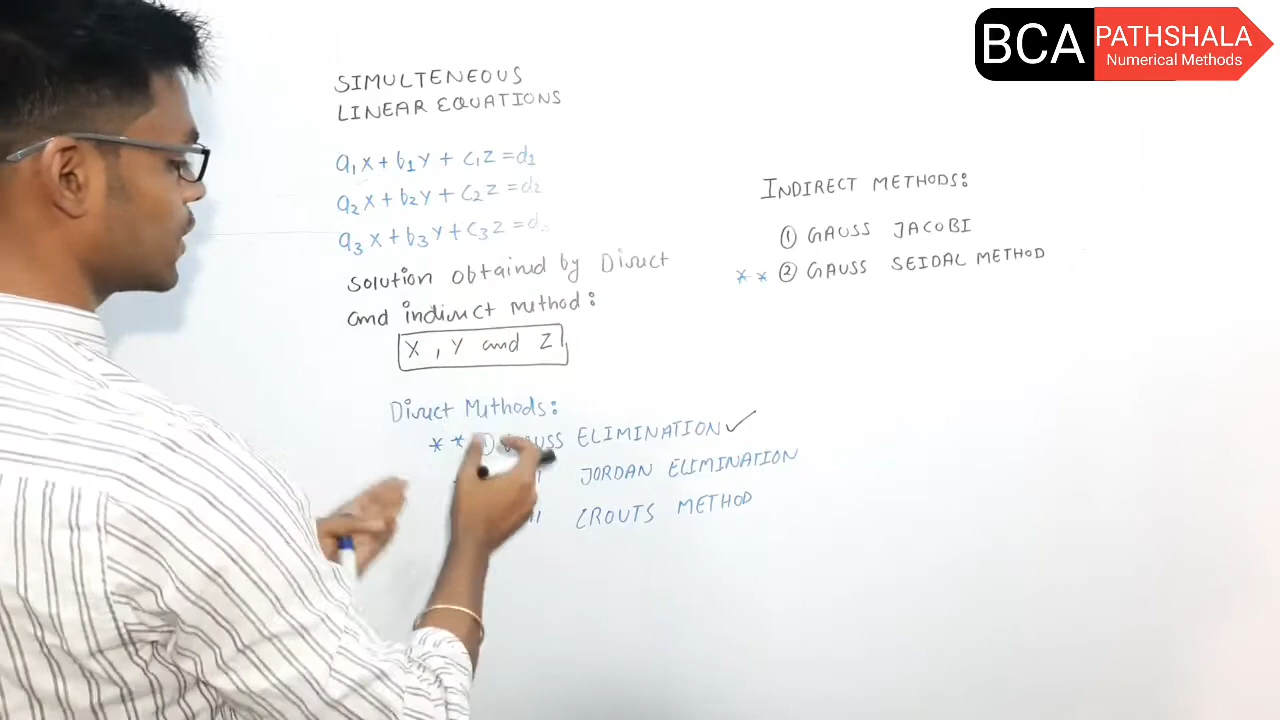 BCA PATHSHALA
Numerical Methods
SIMULTENEOUS
LINEAR EQUATIONS
a₁x + b₁y + c₁z = d₁
a₂x + b₂y + c₂z = d₂
a₃x + b₃y + c₃z = d
Solution obtained by Direct
and indirect method:
X, Y and Z
Direct Methods:
** ① GAUSS ELIMINATION ✓
JORDAN ELIMINATION
CROUTS METHOD
INDIRECT METHODS:
① GAUSS JACOBI
** ② GAUSS SEIDAL METHOD